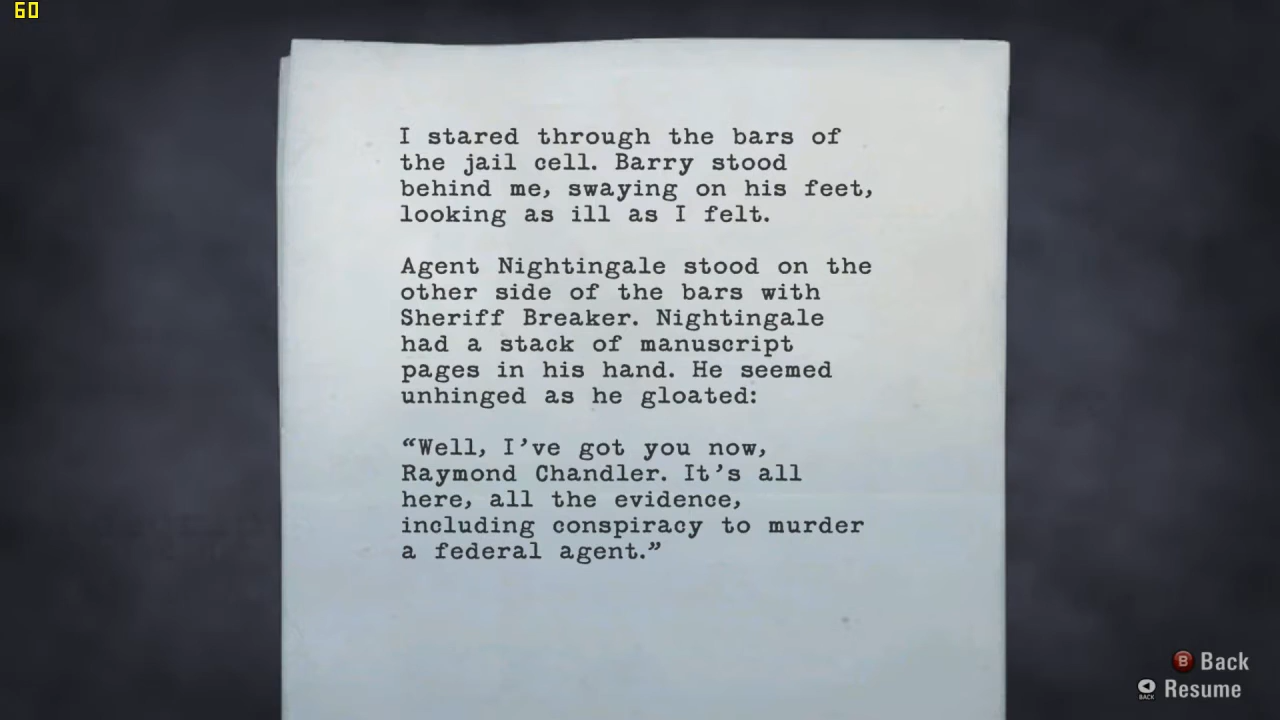 60
I stared through the bars of
the jail cell. Barry stood
behind me, swaying on his feet,
looking as ill as I felt.
Agent Nightingale stood on the
other side of the bars with
Sheriff Breaker. Nightingale
had a stack of manuscript
pages in his hand. He seemed
unhinged as he gloated:
“Well, I’ve got you now,
Raymond Chandler. It’s all
here, all the evidence,
including conspiracy to murder
a federal agent.”
B Back
BACK Resume